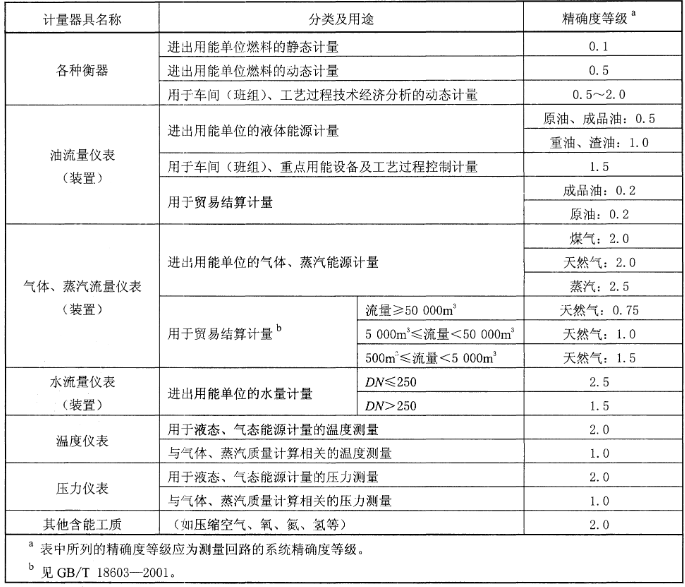 计量器具名称 分类及用途 精确度等级 a
各种衡器 进出用能单位燃料的静态计量 0.1
进出用能单位燃料的动态计量 0.5
用于车间（班组）、工艺过程技术经济分析的动态计量 0.5～2.0
油流量仪表
（装置）
进出用能单位的液体能源计量 原油、成品油：0.5
重油、渣油：1.0
用于车间（班组）、重点用能设备及工艺过程控制计量 1.5
用于贸易结算计量 成品油：0.2
原油：0.2
气体、蒸汽流量仪表
（装置）
进出用能单位的气体、蒸汽能源计量 煤气：2.0
天然气：2.0
蒸汽：2.5
用于贸易结算计量 b 流量≥50 000m³ 天然气：0.75
5 000m³≤流量<50 000m³ 天然气：1.0
500m³≤流量<5 000m³ 天然气：1.5
水流量仪表
（装置）
进出用能单位的水量计量 DN≤250 2.5
DN>250 1.5
温度仪表 用于液态、气态能源计量的温度测量 2.0
与气体、蒸汽质量计算相关的温度测量 1.0
压力仪表 用于液态、气态能源计量的压力测量 2.0
与气体、蒸汽质量计算相关的压力测量 1.0
其他含能工质 （如压缩空气、氧、氮、氢等） 2.0
a 表中所列的精确度等级应为测量回路的系统精确度等级。
b 见 GB/T 18603—2001。